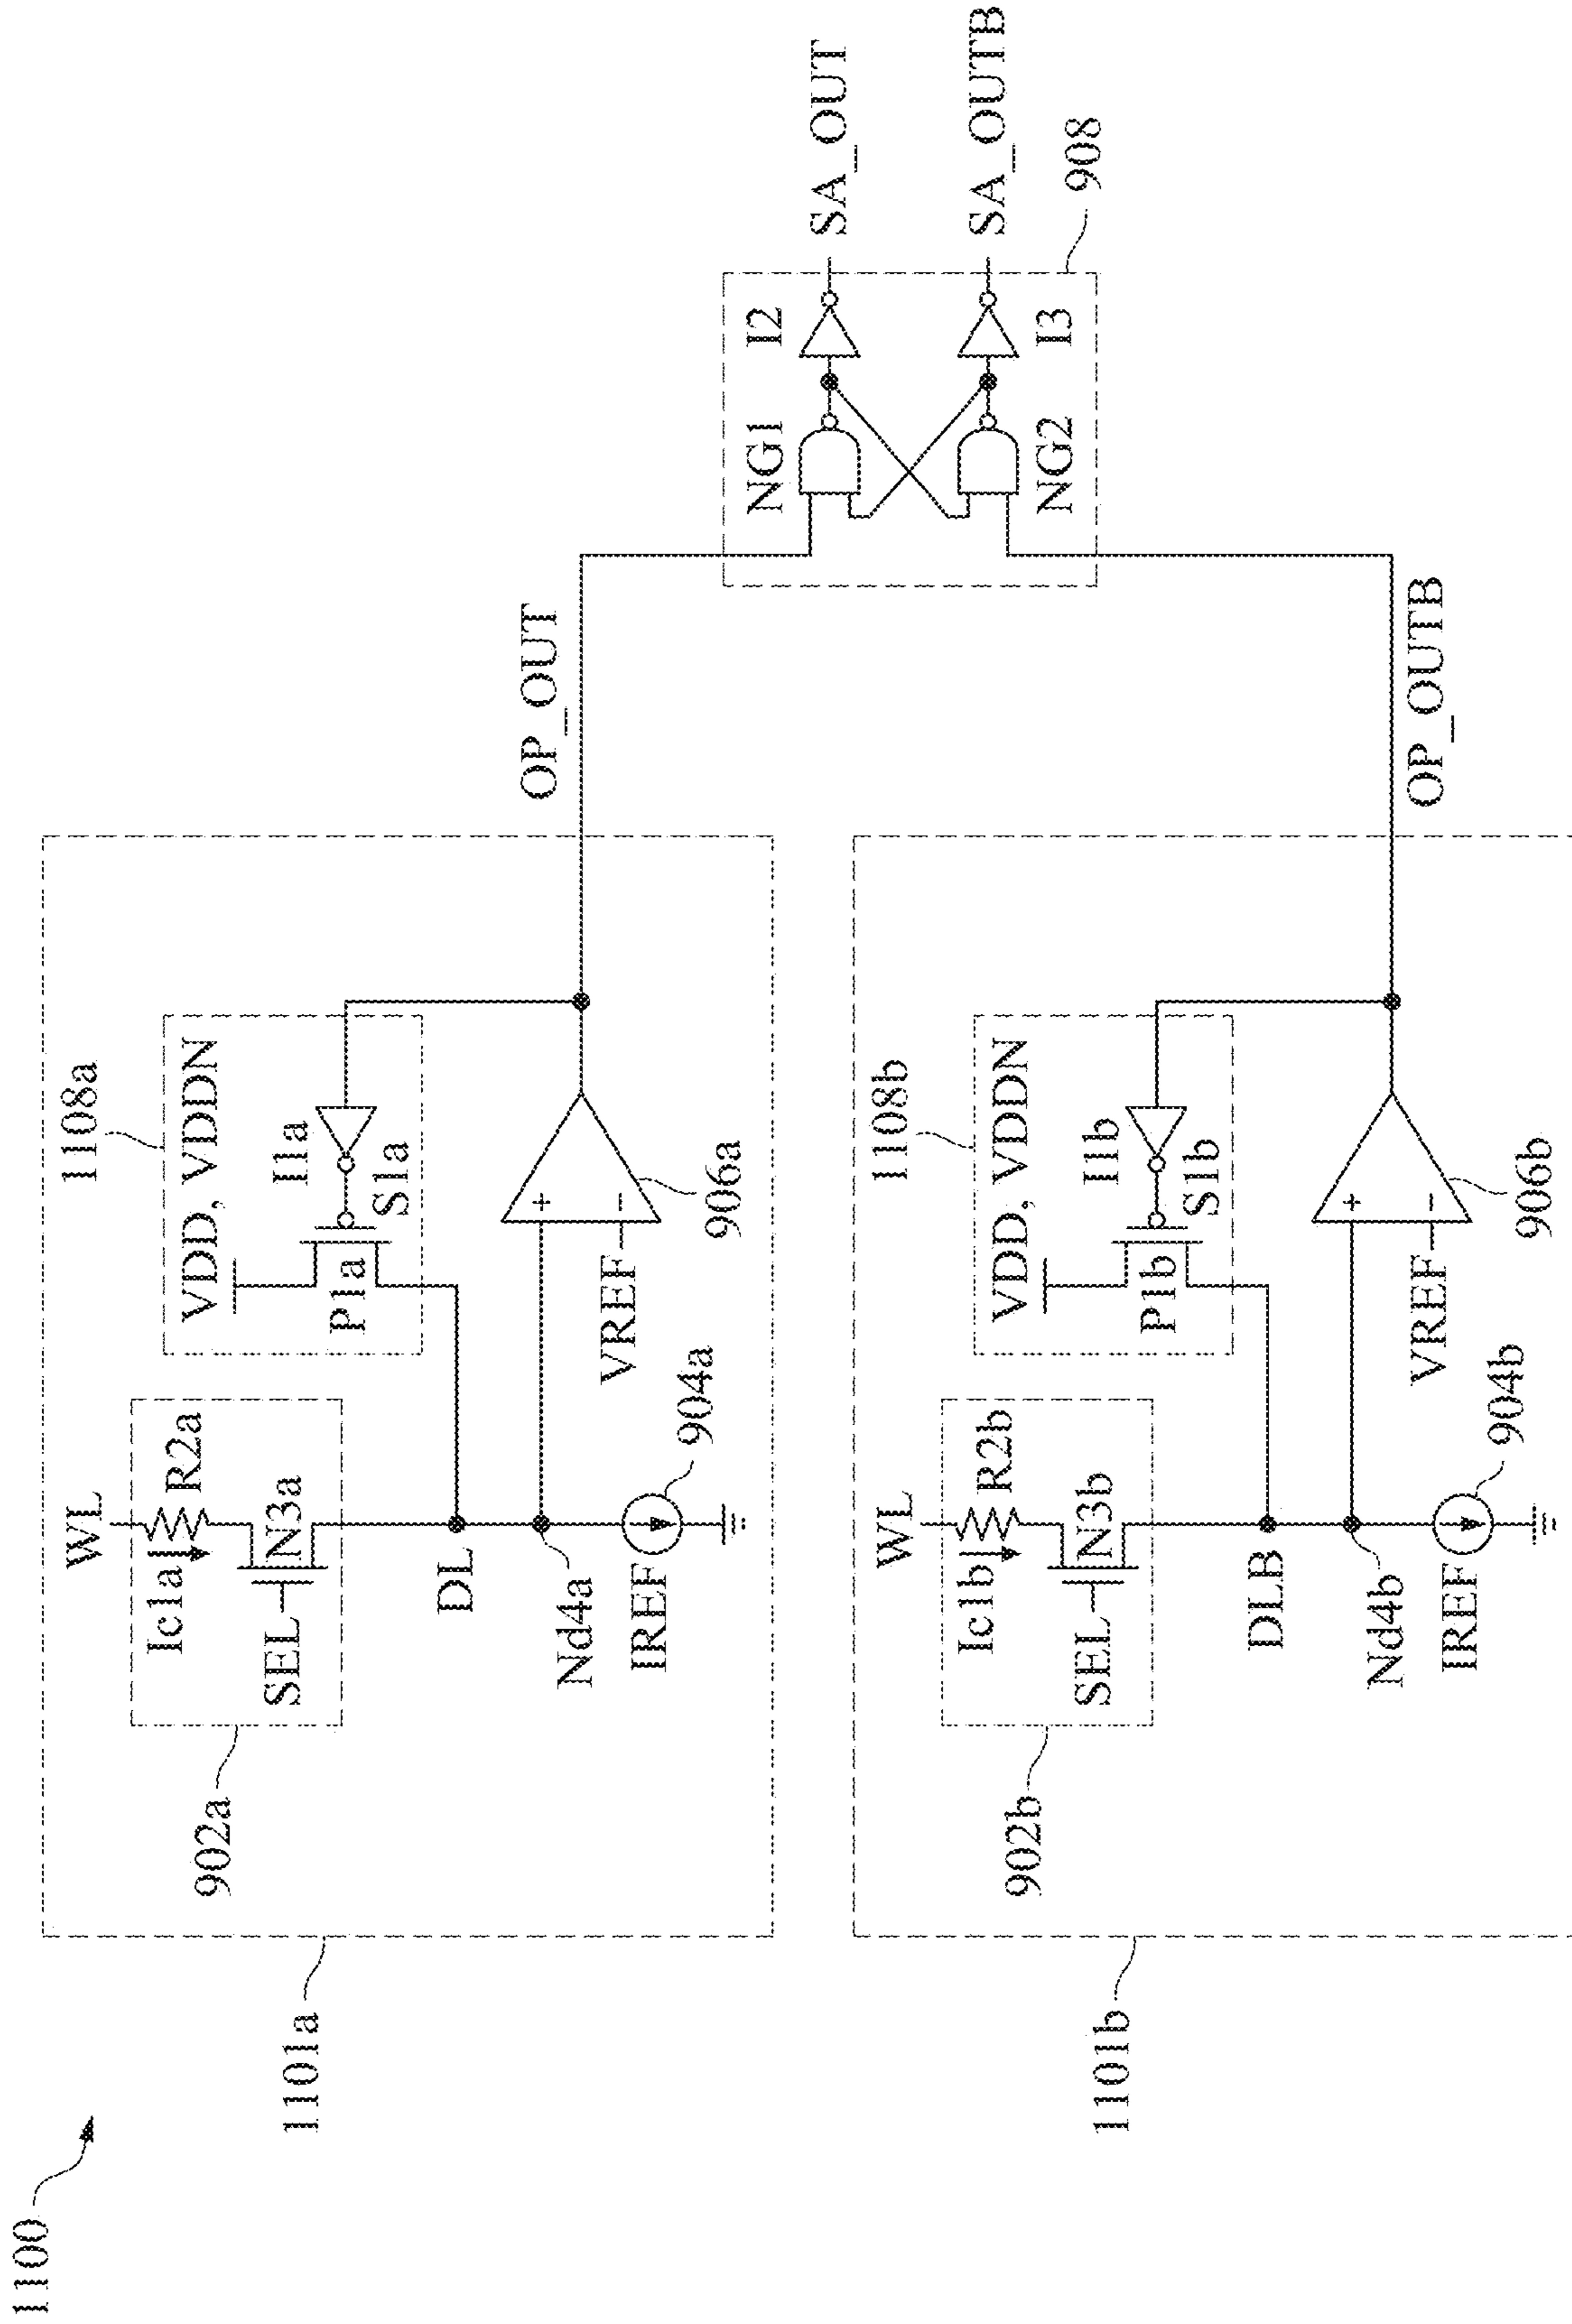 1100
1101a
902a
WL
Ic1a
R2a
SEL
N3a
DL
Nd4a
IREF
904a
1108a
VDD, VDDN
P1a
I1a
S1a
VREF
+
−
906a
OP_OUT
1101b
902b
WL
Ic1b
R2b
SEL
N3b
DLB
Nd4b
IREF
904b
1108b
VDD, VDDN
P1b
I1b
S1b
VREF
+
−
906b
OP_OUTB
NG1
I2
NG2
I3
SA_OUT
SA_OUTB
908